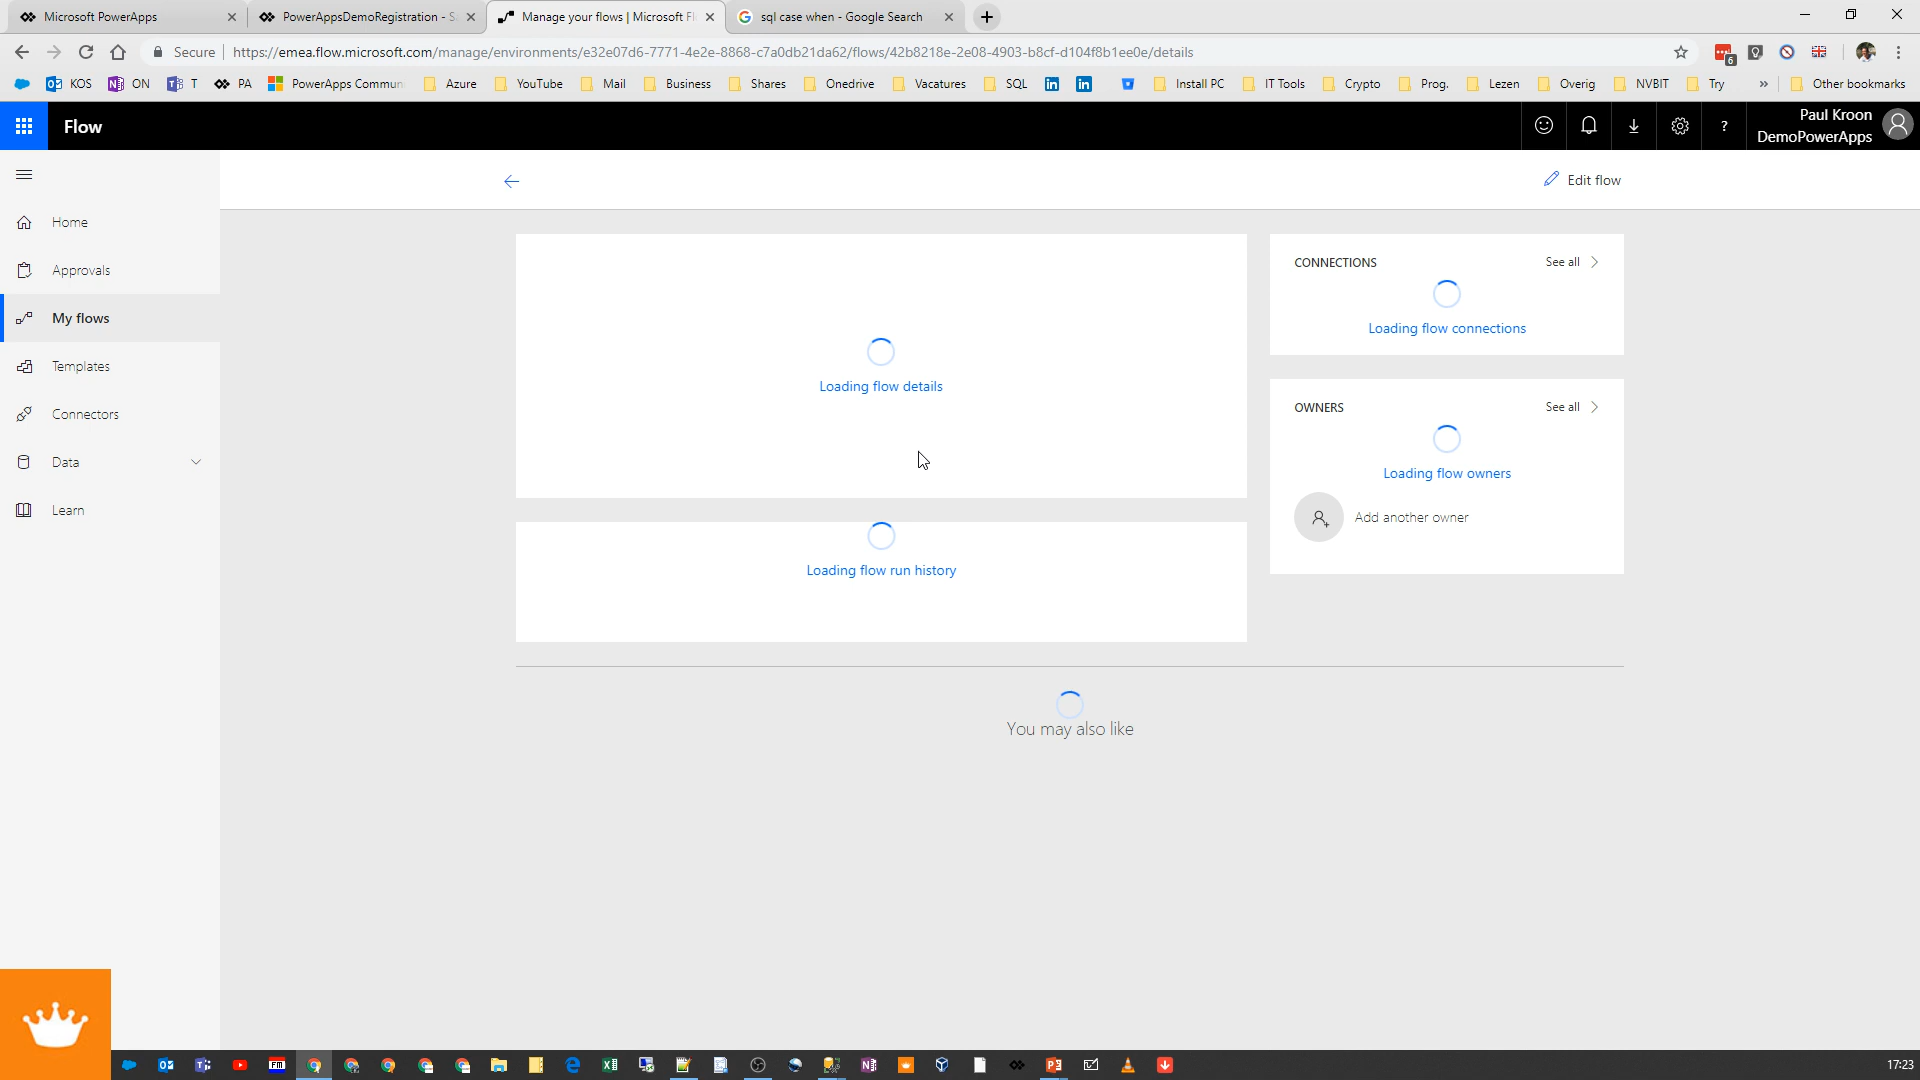 Microsoft PowerApps
PowerAppsDemoRegistration - S
Manage your flows | Microsoft Fl
sql case when - Google Search
Secure
https://emea.flow.microsoft.com/manage/environments/e32e07d6-7771-4e2e-8868-c7a0db21da62/flows/42b8218e-2e08-4903-b8cf-d104f8b1ee0e/details
6
KOS
ON
T
PA
PowerApps Commun
Azure
YouTube
Mail
Business
Shares
Onedrive
Vacatures
SQL
Install PC
IT Tools
Crypto
Prog.
Lezen
Overig
NVBIT
Try
»
Other bookmarks
Flow
?
Paul Kroon
DemoPowerApps
Edit flow
Home
Approvals
My flows
Templates
Connectors
Data
Learn
Loading flow details
Loading flow run history
CONNECTIONS
See all
Loading flow connections
OWNERS
See all
Loading flow owners
Add another owner
You may also like
FM
17:23